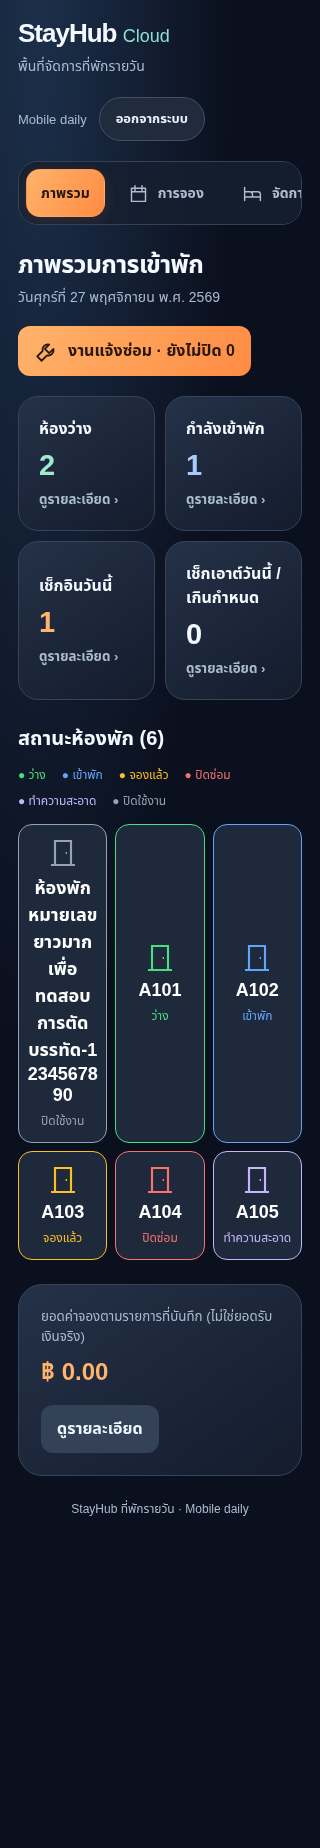 StayHub Cloud
พื้นที่จัดการที่พักรายวัน
Mobile daily ออกจากระบบ
ภาพรวม การจอง จัดกา
ภาพรวมการเข้าพัก
วันศุกร์ที่ 27 พฤศจิกายน พ.ศ. 2569
งานแจ้งซ่อม · ยังไม่ปิด 0
ห้องว่าง
2
ดูรายละเอียด ›
กำลังเข้าพัก
1
ดูรายละเอียด ›
เช็กอินวันนี้
1
ดูรายละเอียด ›
เช็กเอาต์วันนี้ /
เกินกำหนด
0
ดูรายละเอียด ›
สถานะห้องพัก (6)
● ว่าง ● เข้าพัก ● จองแล้ว ● ปิดซ่อม
● ทำความสะอาด ● ปิดใช้งาน
ห้องพัก
หมายเลข
ยาวมาก
เพื่อ
ทดสอบ
การตัด
บรรทัด-1
2345678
90
ปิดใช้งาน
A101
ว่าง
A102
เข้าพัก
A103
จองแล้ว
A104
ปิดซ่อม
A105
ทำความสะอาด
ยอดค่าจองตามรายการที่บันทึก (ไม่ใช่ยอดรับ
เงินจริง)
฿ 0.00
ดูรายละเอียด
StayHub ที่พักรายวัน · Mobile daily